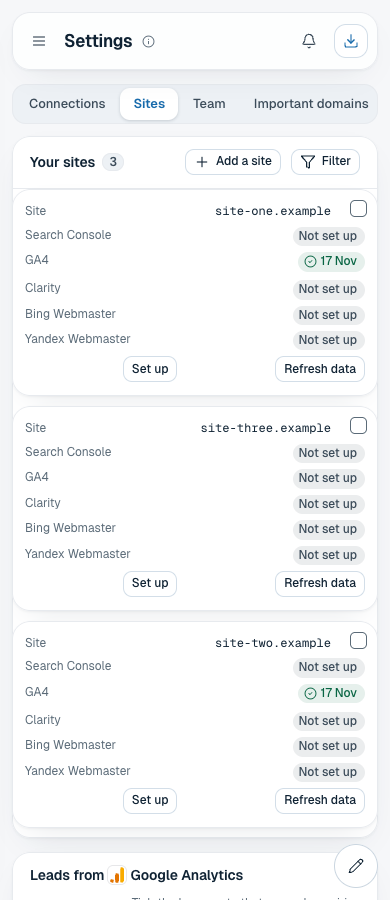 Settings
Connections Sites Team Important domains
Your sites 3 Add a site Filter
Site site-one.example
Search Console Not set up
GA4 17 Nov
Clarity Not set up
Bing Webmaster Not set up
Yandex Webmaster Not set up
Set up Refresh data
Site site-three.example
Search Console Not set up
GA4 Not set up
Clarity Not set up
Bing Webmaster Not set up
Yandex Webmaster Not set up
Set up Refresh data
Site site-two.example
Search Console Not set up
GA4 17 Nov
Clarity Not set up
Bing Webmaster Not set up
Yandex Webmaster Not set up
Set up Refresh data
Leads from Google Analytics